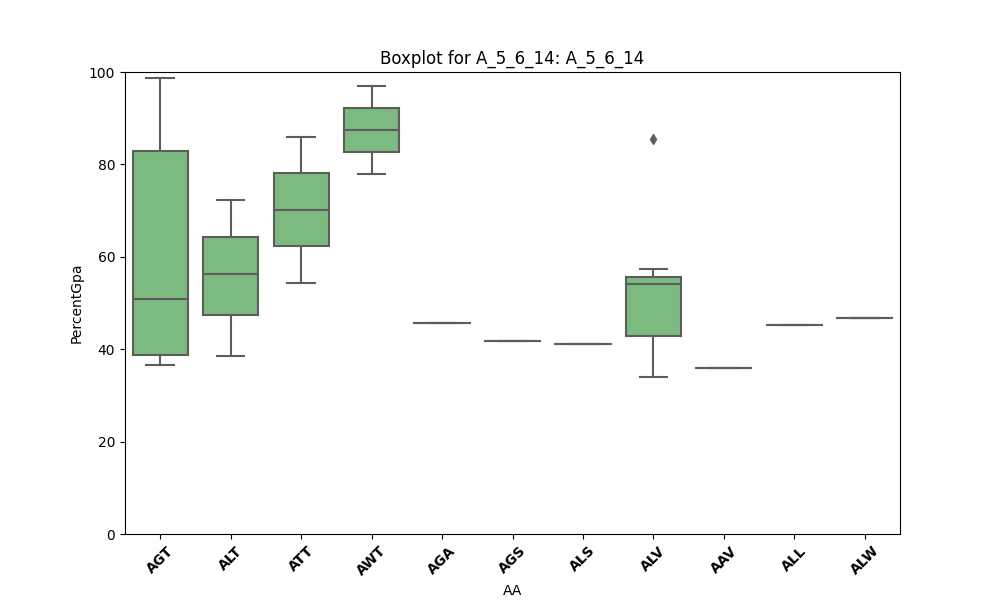 Boxplot for A_5_6_14: A_5_6_14
PercentGpa
100
80
60
40
20
0
AGT ALT ATT AWT AGA AGS ALS ALV AAV ALL ALW
AA